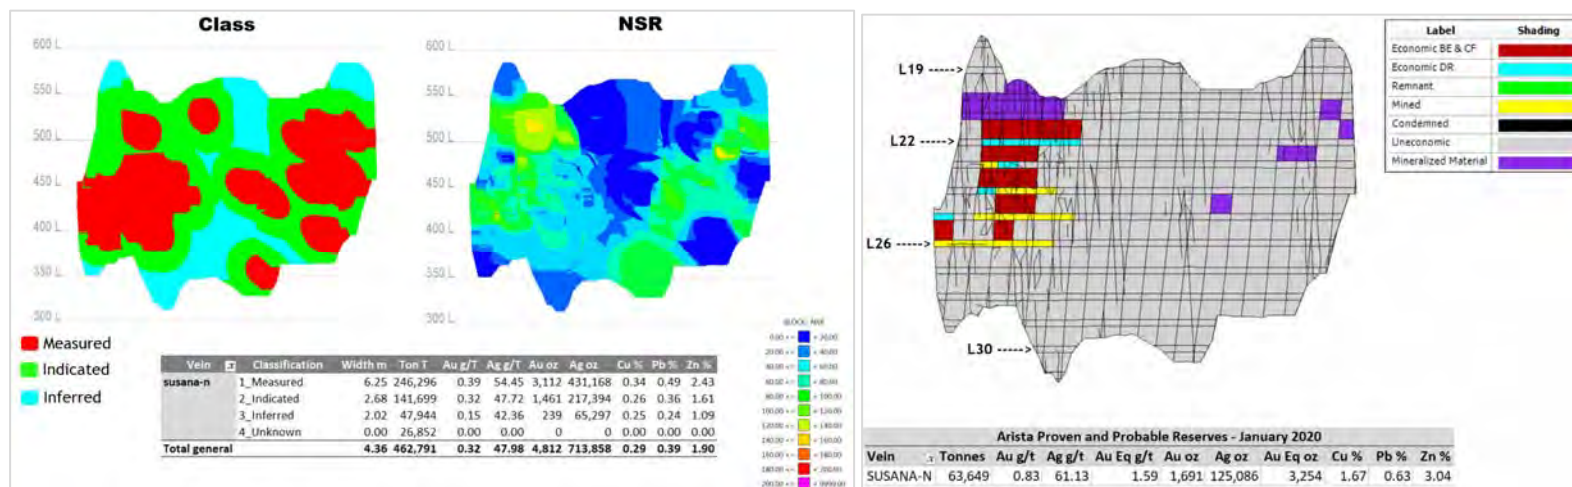 Class
NSR
600 L
550 L
500 L
450 L
400 L
350 L
300 L
600 L
550 L
500 L
450 L
400 L
350 L
300 L
Measured
Indicated
Inferred
Vein Classification Width m Ton T Au g/T Ag g/T Au oz Ag oz Cu % Pb % Zn %
susana-n 1_Measured 6.25 246,296 0.39 54.45 3,112 431,168 0.34 0.49 2.43
2_Indicated 2.68 141,699 0.32 47.72 1,461 217,394 0.26 0.36 1.61
3_Inferred 2.02 47,944 0.15 42.36 239 65,297 0.25 0.24 1.09
4_Unknown 0.00 26,852 0.00 0.00 0 0 0.00 0.00 0.00
Total general 4.36 462,791 0.32 47.98 4,812 713,858 0.29 0.39 1.90
L19 ----->
L22 ----->
L26 ----->
L30 ----->
Label Shading
Economic BE & CF
Economic DR
Remnant
Mined
Condemned
Uneconomic
Mineralized Material
Arista Proven and Probable Reserves - January 2020
Vein Tonnes Au g/t Ag g/t Au Eq g/t Au oz Ag oz Au Eq oz Cu % Pb % Zn %
SUSANA-N 63,649 0.83 61.13 1.59 1,691 125,086 3,254 1.67 0.63 3.04